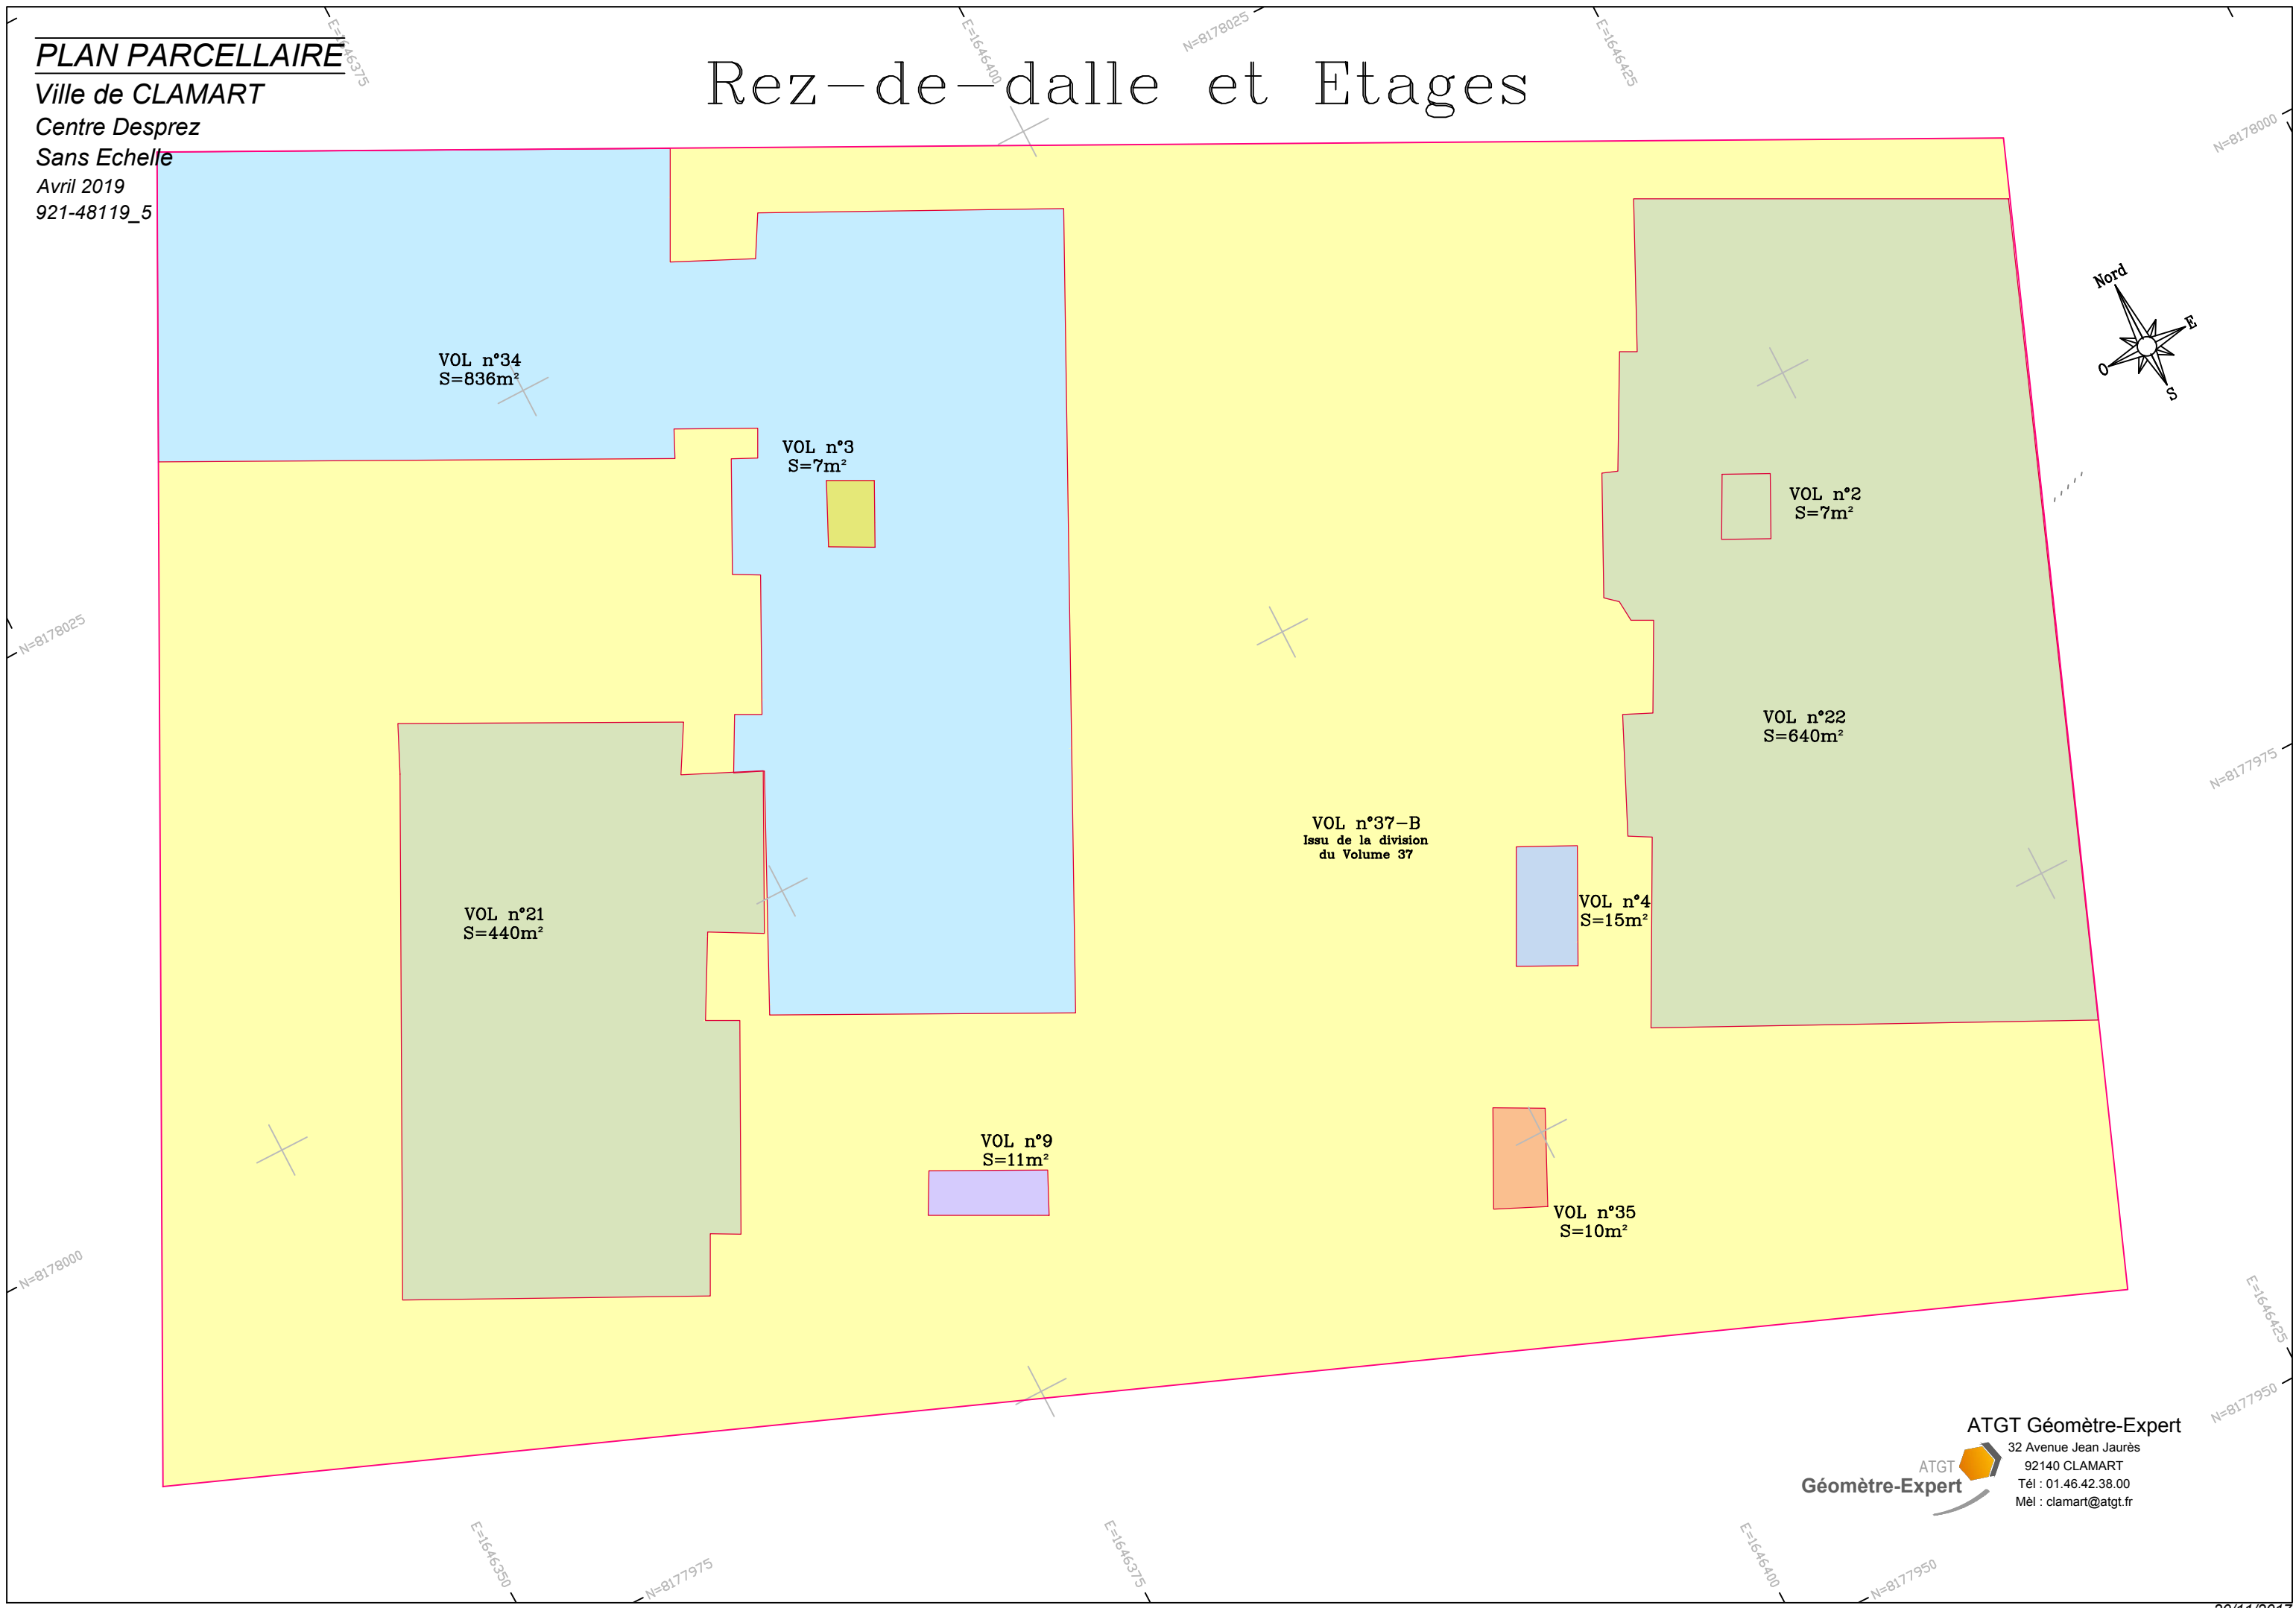 PLAN PARCELLAIRE
Ville de CLAMART
Centre Desprez
Sans Echelle
Avril 2019
921-48119_5
Rez-de-dalle et Etages
E=1646375
E=1646400
N=8178025
E=1646425
N=8178000
Nord
E
O
S
VOL n°34
S=836m²
VOL n°3
S=7m²
VOL n°2
S=7m²
N=8178025
VOL n°22
S=640m²
N=8177975
VOL n°37-B
Issu de la division
du Volume 37
VOL n°4
S=15m²
VOL n°21
S=440m²
VOL n°9
S=11m²
VOL n°35
S=10m²
N=8178000
E=1646425
N=8177950
ATGT Géomètre-Expert
32 Avenue Jean Jaurès
92140 CLAMART
Tél : 01.46.42.38.00
Mèl : clamart@atgt.fr
ATGT
Géomètre-Expert
E=1646350
N=8177975
E=1646375
E=1646400
N=8177950